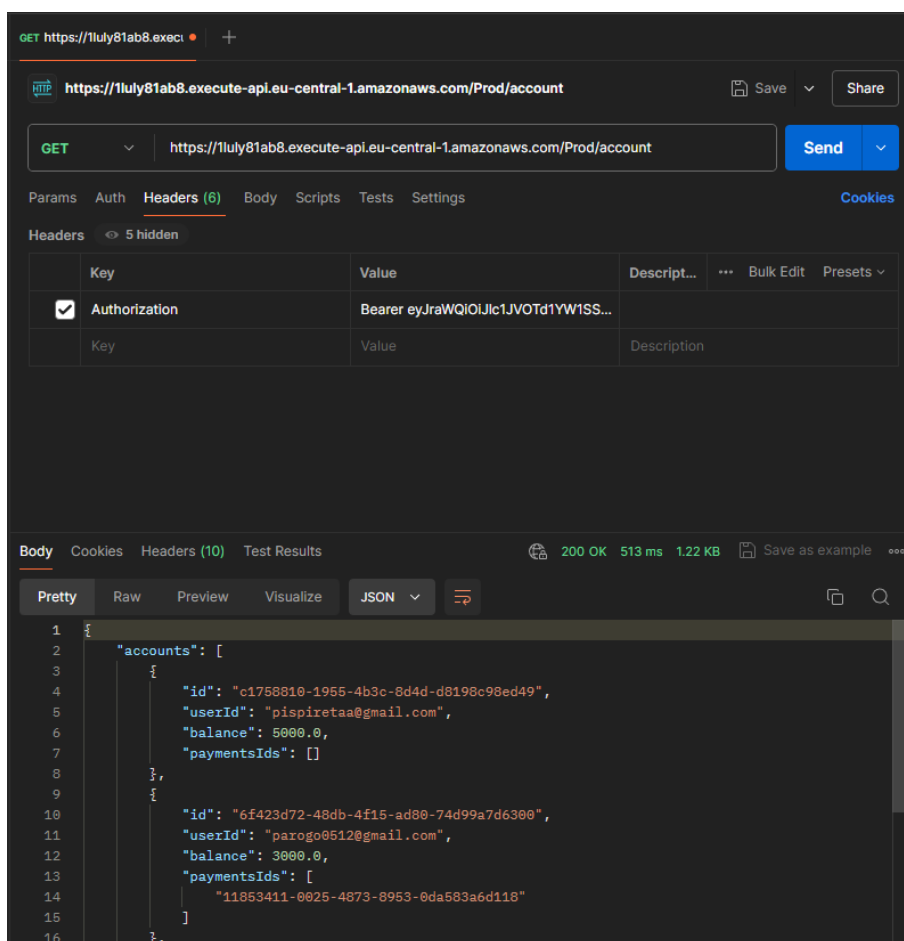 GET https://1luly81ab8.execu
HTTP https://1luly81ab8.execute-api.eu-central-1.amazonaws.com/Prod/account Save Share
GET https://1luly81ab8.execute-api.eu-central-1.amazonaws.com/Prod/account Send
Params Auth Headers (6) Body Scripts Tests Settings Cookies
Headers 5 hidden
Key Value Descript... Bulk Edit Presets
Authorization Bearer eyJraWQiOiJlc1JVOTd1YW1SS...
Key Value Description
Body Cookies Headers (10) Test Results 200 OK 513 ms 1.22 KB Save as example
Pretty Raw Preview Visualize JSON
1 {
2 "accounts": [
3 {
4 "id": "c1758810-1955-4b3c-8d4d-d8198c98ed49",
5 "userId": "pispiretaa@gmail.com",
6 "balance": 5000.0,
7 "paymentsIds": []
8 },
9 {
10 "id": "6f423d72-48db-4f15-ad80-74d99a7d6300",
11 "userId": "parogo0512@gmail.com",
12 "balance": 3000.0,
13 "paymentsIds": [
14 "11853411-0025-4873-8953-0da583a6d118"
15 ]
16 },